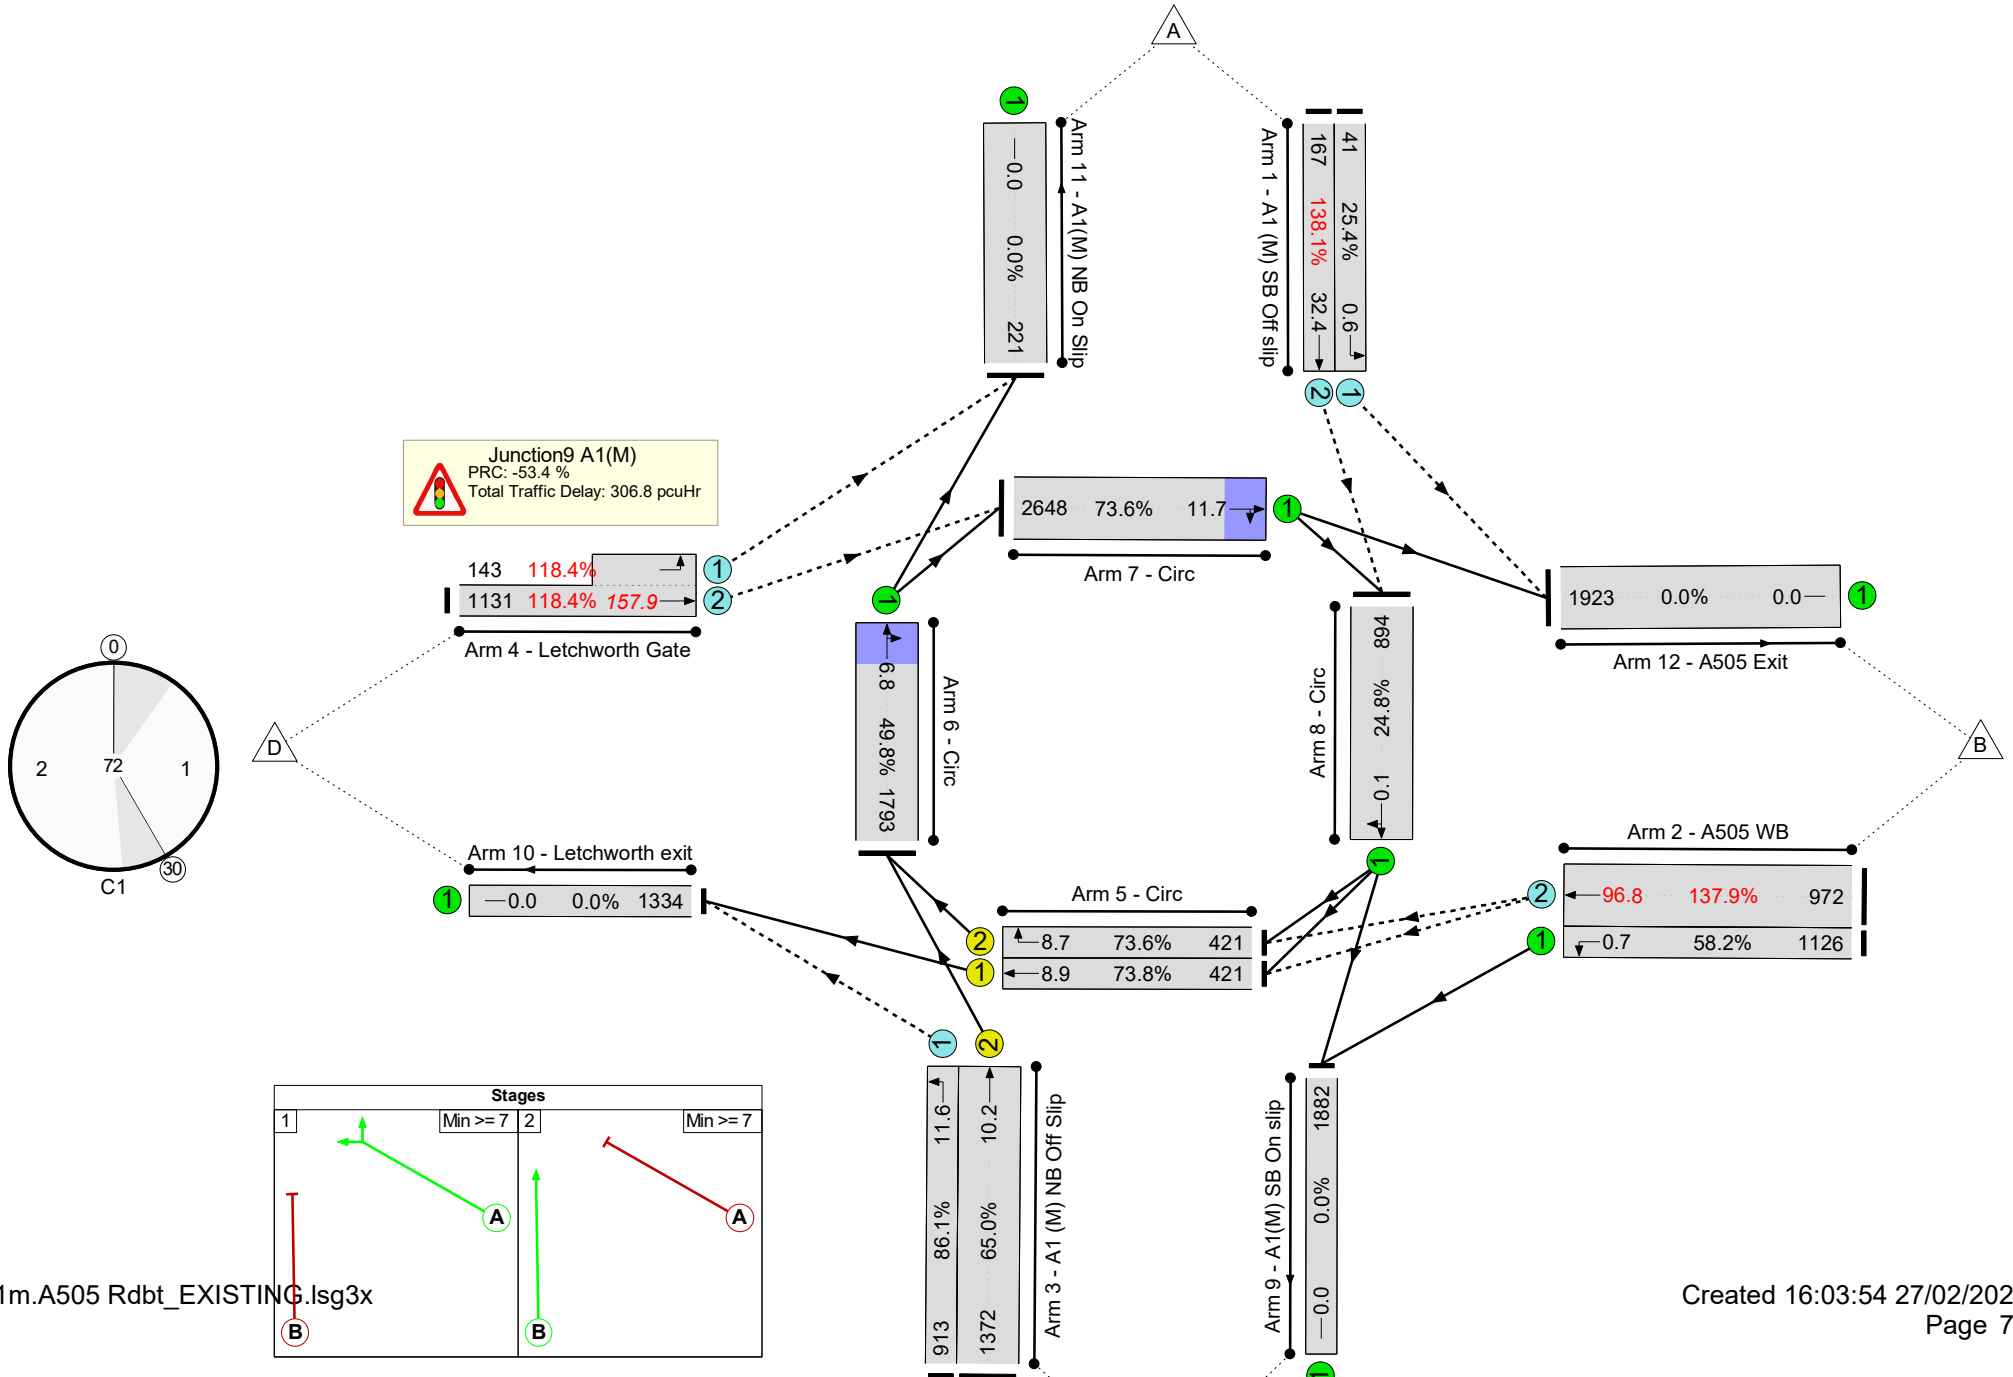 A
1
0.0 0.0% 221
Arm 11 - A1(M) NB On Slip
Arm 1 - A1 (M) SB Off slip
167 138.1% 32.4
41 25.4% 0.6
2 1
Junction9 A1(M)
PRC: -53.4 %
Total Traffic Delay: 306.8 pcuHr
143 118.4%
1
1131 118.4% 157.9
2
Arm 4 - Letchworth Gate
2648 73.6% 11.7
1
Arm 7 - Circ
1
6.8 49.8% 1793
Arm 6 - Circ
Arm 8 - Circ
894 24.8% 0.1
1
1923 0.0% 0.0
1
Arm 12 - A505 Exit
0
2 72 1
30
C1
D
B
Arm 10 - Letchworth exit
1
0.0 0.0% 1334
Arm 5 - Circ
2
8.7 73.6% 421
1
8.9 73.8% 421
Arm 2 - A505 WB
2
96.8 137.9% 972
1
0.7 58.2% 1126
1 2
11.6 86.1% 913
10.2 65.0% 1372
Arm 3 - A1 (M) NB Off Slip
Arm 9 - A1(M) SB On slip
1882 0.0% 0.0
Stages
1 Min >= 7 2 Min >= 7
A A
B B
1m.A505 Rdbt_EXISTING.lsg3x
Created 16:03:54 27/02/202
Page 7